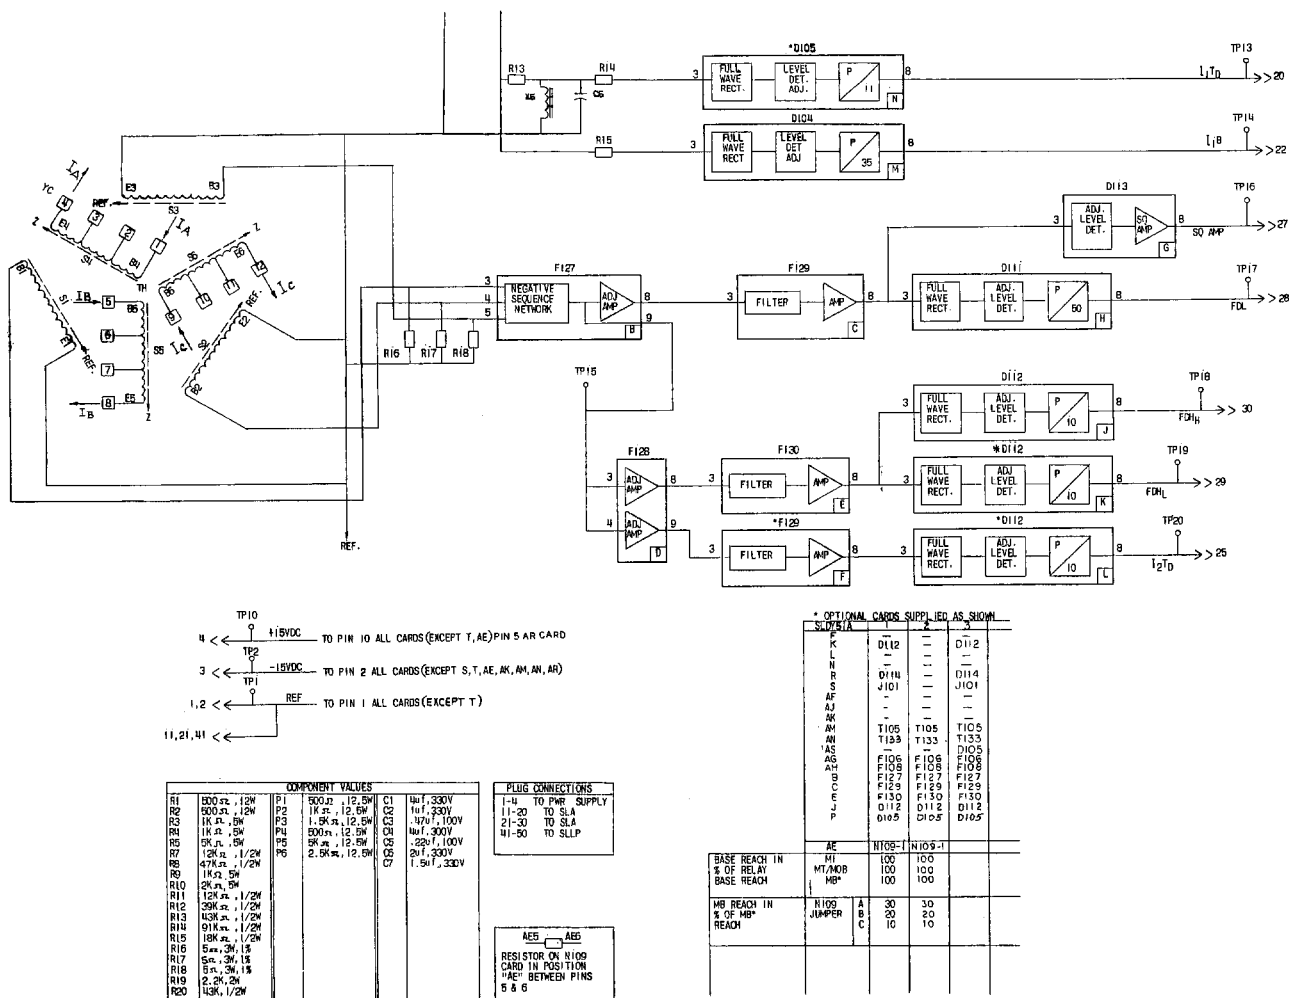 *D105
TP13
R13
R14
X6
C6
3
FULL WAVE RECT.
LEVEL DET. ADJ.
P 11
N
8
I1TD
20
D104
TP14
R15
3
FULL WAVE RECT
LEVEL DET ADJ
P 35
M
8
I1B
22
IA
YC
4
3
2
1
IA
Z
E4
S4
B4
TH
E3
B3
REF.
S3
D113
TP16
3
ADJ. LEVEL DET.
SQ AMP
G
8
SQ AMP
27
B1
S1
E1
REF.
IB
5
6
7
8
IB
B5
S5
E5
Z
Z
S6
B6
E6
9
10
11
12
IC
IC
REF.
E2
S2
B2
R16
R17
R18
F127
3
4
5
NEGATIVE SEQUENCE NETWORK
ADJ AMP
B
8
9
F129
3
FILTER
AMP
C
8
D111
TP17
3
FULL WAVE RECT.
ADJ. LEVEL DET.
P 50
H
8
FDL
28
TP15
D112
TP18
3
FULL WAVE RECT.
ADJ. LEVEL DET.
P 10
J
8
FDHH
30
F128
3
ADJ AMP
8
4
ADJ AMP
9
D
F130
3
FILTER
AMP
E
8
*D112
TP19
3
FULL WAVE RECT.
ADJ LEVEL DET.
P 10
K
8
FDHL
29
*F129
3
FILTER
AMP
F
8
*D112
TP20
3
FULL WAVE RECT.
ADJ. LEVEL DET.
P 10
L
8
I2TD
25
REF.
TP10
4 << +15VDC TO PIN 10 ALL CARDS(EXCEPT T,AE)PIN 5 AR CARD
TP2
3 << -15VDC TO PIN 2 ALL CARDS(EXCEPT S,T,AE,AK,AM,AN,AR)
TP1
1,2 << REF TO PIN 1 ALL CARDS(EXCEPT T)
11,21,41 <<
* OPTIONAL CARDS SUPPLIED AS SHOWN
SLDY51A 1 2 3
F — — —
K D112 — D112
L — — —
N — — —
R D114 — D114
S J101 — J101
AF — — —
AJ - - -
AK - — —
AM T105 T105 T105
AN T133 T133 T133
AS — — D105
AG F106 F106 F106
AH F108 F108 F108
B F127 F127 F127
C F129 F129 F129
E F130 F130 F130
J D112 D112 D112
P D105 D105 D105
AE N109-1 N109-1
BASE REACH IN M1 100 100
% OF RELAY MT/MOB 100 100
BASE REACH MB* 100 100
MB REACH IN N109 A 30 30
% OF MB* JUMPER B 20 20
REACH C 10 10
COMPONENT VALUES
R1 500Ω,12W P1 500Ω,12.5W C1 4uf,330V
R2 500Ω,12W P2 1KΩ,12.5W C2 1uf,330V
R3 1KΩ,5W P3 1.5KΩ,12.5W C3 .47uf,100V
R4 1KΩ,5W P4 500Ω,12.5W C4 4uf,300V
R5 5KΩ,5W P5 5KΩ,12.5W C5 .22uf,100V
R7 12KΩ,1/2W P6 2.5KΩ,12.5W C6 2uf,330V
R8 47KΩ,1/2W C7 1.5uf,330V
R9 1KΩ,5W
R10 2KΩ,5W
R11 12KΩ,1/2W
R12 39KΩ,1/2W
R13 43KΩ,1/2W
R14 91KΩ,1/2W
R15 18KΩ,1/2W
R16 5Ω,3W,1%
R17 5Ω,3W,1%
R18 5Ω,3W,1%
R19 2.2K,2W
R20 43K,1/2W
PLUG CONNECTIONS
1-4 TO PWR SUPPLY
11-20 TO SLA
21-30 TO SLA
41-50 TO SLLP
AE5 AE6
RESISTOR ON N109
CARD IN POSITION
"AE" BETWEEN PINS
5 & 6